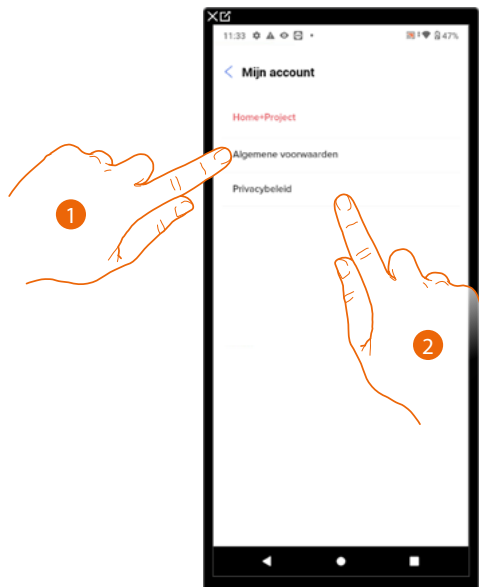 11:33 47%
Mijn account
Home+Project
Algemene voorwaarden
Privacybeleid
1
2